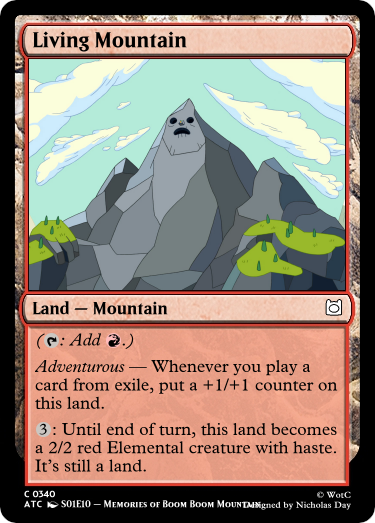 Living Mountain
Land — Mountain
(T: Add R.)
Adventurous — Whenever you play a
card from exile, put a +1/+1 counter on
this land.
3: Until end of turn, this land becomes
a 2/2 red Elemental creature with haste.
It's still a land.
C 0340 © WotC
ATC S01E10 – Memories of Boom Boom Mountain Designed by Nicholas Day